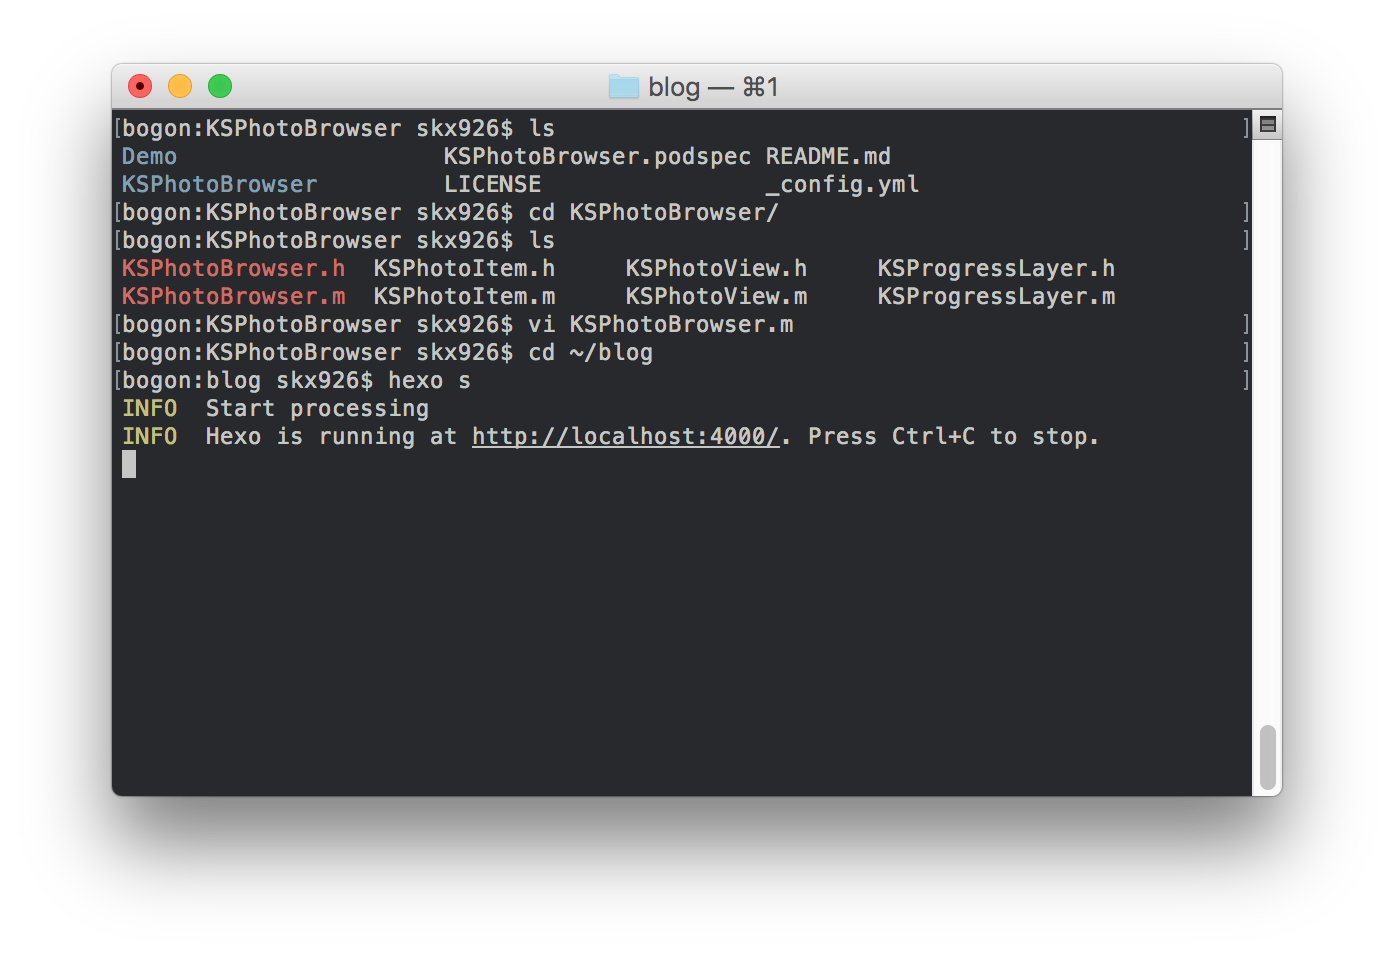 blog — ⌘1
[bogon:KSPhotoBrowser skx926$ ls ]
Demo KSPhotoBrowser.podspec README.md
KSPhotoBrowser LICENSE _config.yml
[bogon:KSPhotoBrowser skx926$ cd KSPhotoBrowser/ ]
[bogon:KSPhotoBrowser skx926$ ls ]
KSPhotoBrowser.h KSPhotoItem.h KSPhotoView.h KSProgressLayer.h
KSPhotoBrowser.m KSPhotoItem.m KSPhotoView.m KSProgressLayer.m
[bogon:KSPhotoBrowser skx926$ vi KSPhotoBrowser.m ]
[bogon:KSPhotoBrowser skx926$ cd ~/blog ]
[bogon:blog skx926$ hexo s ]
INFO Start processing
INFO Hexo is running at http://localhost:4000/. Press Ctrl+C to stop.